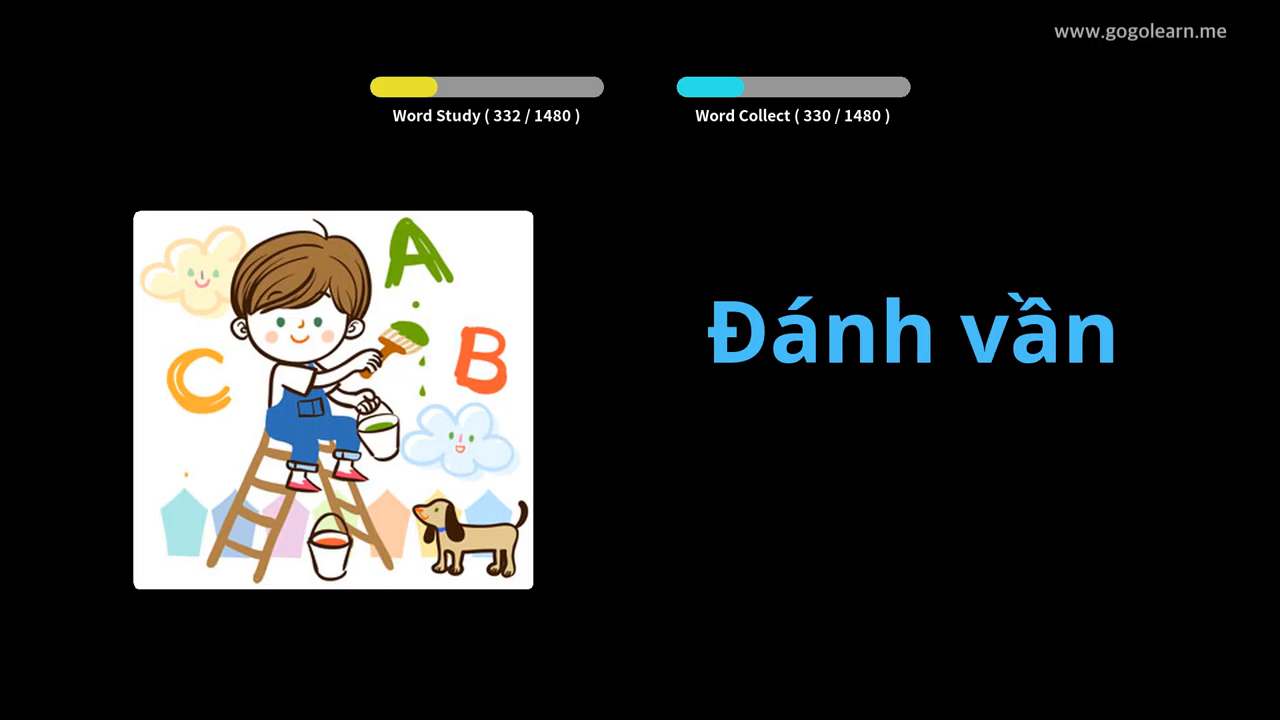 www.gogolearn.me
Word Study ( 332 / 1480 )
Word Collect ( 330 / 1480 )
A
B
C
Đánh vần